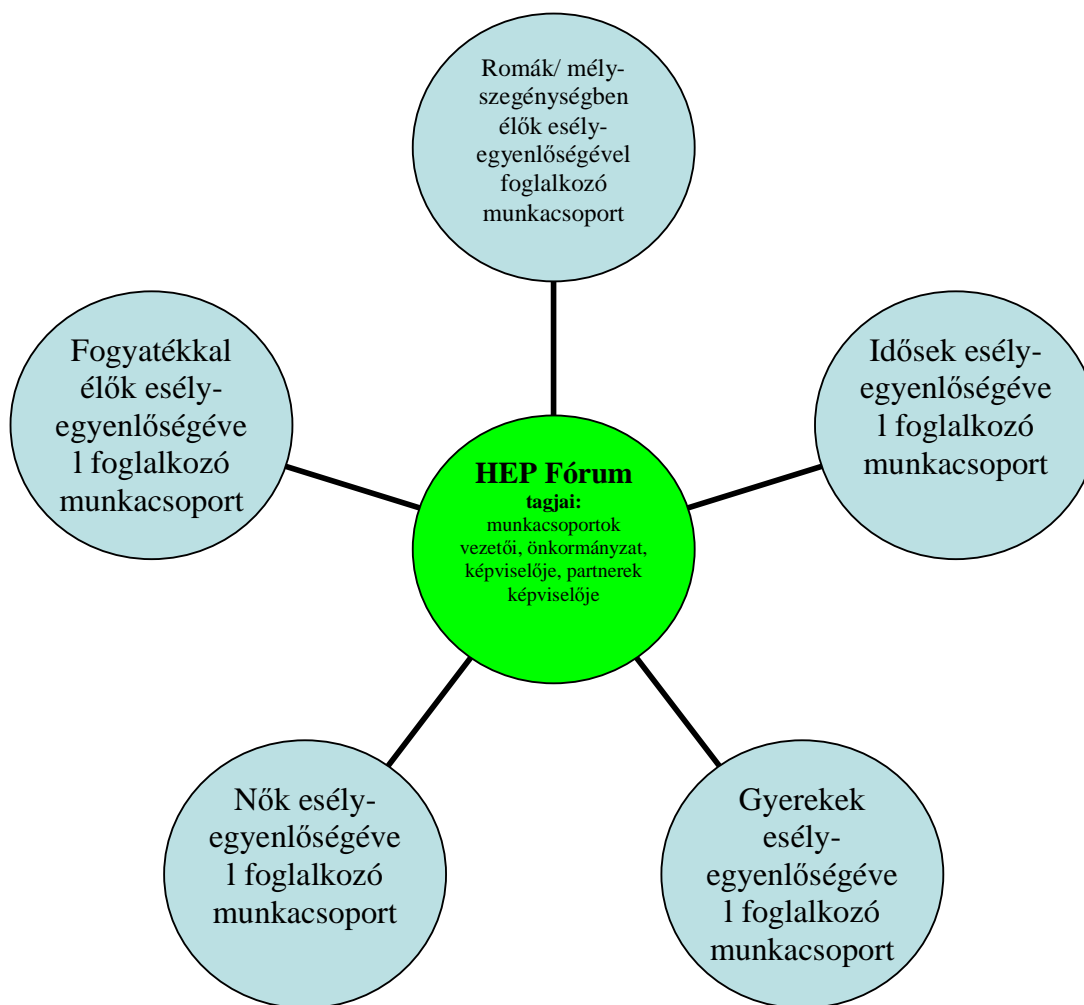 Romák/ mély-
szegénységben
élők esély-
egyenlőségével
foglalkozó
munkacsoport
Fogyatékkal
élők esély-
egyenlőségéve
l foglalkozó
munkacsoport
Idősek esély-
egyenlőségéve
l foglalkozó
munkacsoport
HEP Fórum
tagjai:
munkacsoportok
vezetői, önkormányzat,
képviselője, partnerek
képviselője
Nők esély-
egyenlőségéve
l foglalkozó
munkacsoport
Gyerekek
esély-
egyenlőségéve
l foglalkozó
munkacsoport